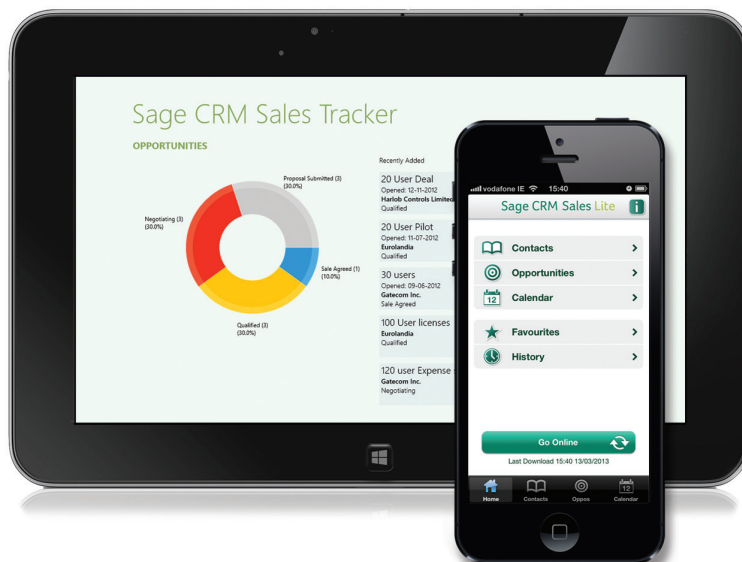 Sage CRM Sales Tracker
OPPORTUNITIES
Proposal Submitted (3)
(30.0%)
Negotiating (3)
(30.0%)
Sale Agreed (1)
(10.0%)
Qualified (3)
(30.0%)
Recently Added
20 User Deal
Opened: 12-11-2012
Harlob Controls Limited
Qualified
20 User Pilot
Opened: 11-07-2012
Eurolandia
Qualified
30 users
Opened: 09-06-2012
Gatecom Inc.
Sale Agreed
100 User licenses
Eurolandia
Qualified
120 user Expense
Gatecom Inc.
Negotiating
vodafone IE 15:40
Sage CRM Sales Lite i
Contacts
Opportunities
12 Calendar
Favourites
History
Go Online
Last Download 15:40 13/03/2013
12
Home Contacts Oppos Calendar